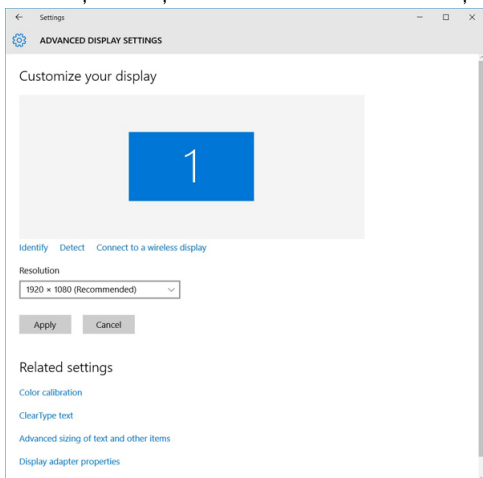 Settings
ADVANCED DISPLAY SETTINGS
Customize your display
1
Identify Detect Connect to a wireless display
Resolution
1920 × 1080 (Recommended)
Apply Cancel
Related settings
Color calibration
ClearType text
Advanced sizing of text and other items
Display adapter properties